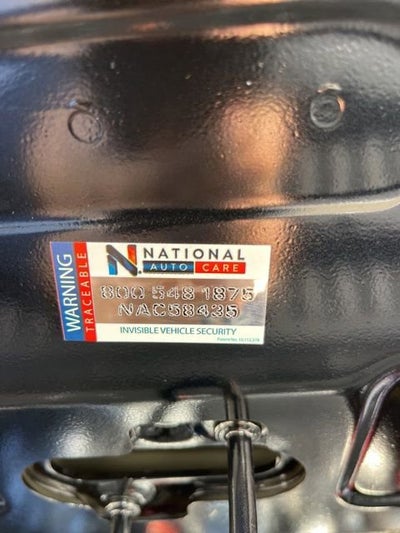 WARNING
TRACEABLE
N. NATIONAL
AUTO CARE
800 548 1875
NAC58435
INVISIBLE VEHICLE SECURITY